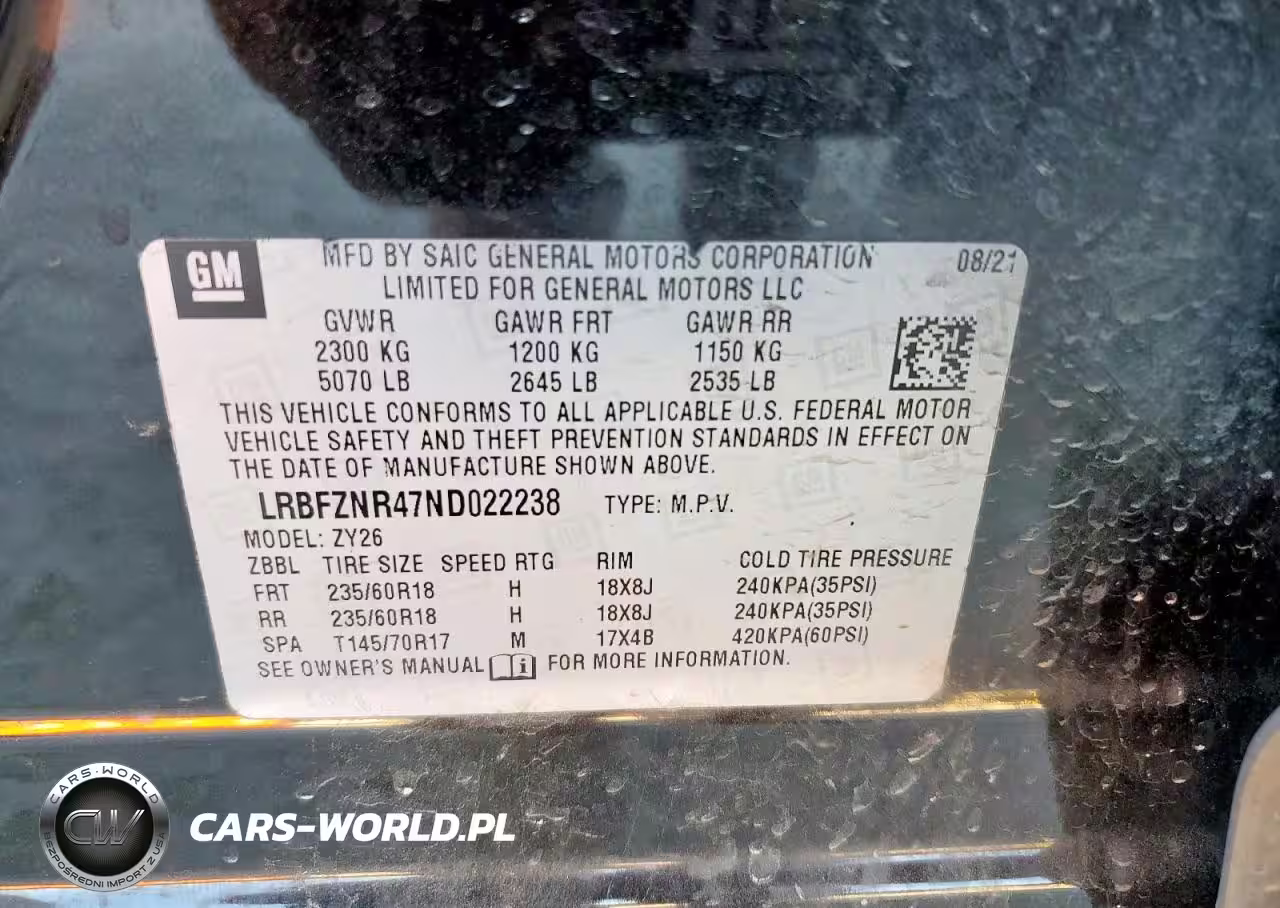 GM
MFD BY SAIC GENERAL MOTORS CORPORATION 08/21
LIMITED FOR GENERAL MOTORS LLC
GVWR GAWR FRT GAWR RR
2300 KG 1200 KG 1150 KG
5070 LB 2645 LB 2535 LB
THIS VEHICLE CONFORMS TO ALL APPLICABLE U.S. FEDERAL MOTOR
VEHICLE SAFETY AND THEFT PREVENTION STANDARDS IN EFFECT ON
THE DATE OF MANUFACTURE SHOWN ABOVE.
LRBFZNR47ND022238 TYPE: M.P.V.
MODEL: ZY26
ZBBL TIRE SIZE SPEED RTG RIM COLD TIRE PRESSURE
FRT 235/60R18 H 18X8J 240KPA(35PSI)
RR 235/60R18 H 18X8J 240KPA(35PSI)
SPA T145/70R17 M 17X4B 420KPA(60PSI)
SEE OWNER'S MANUAL FOR MORE INFORMATION.
CARS-WORLD
CW
BEZPOŚREDNI IMPORT Z USA
CARS-WORLD.PL